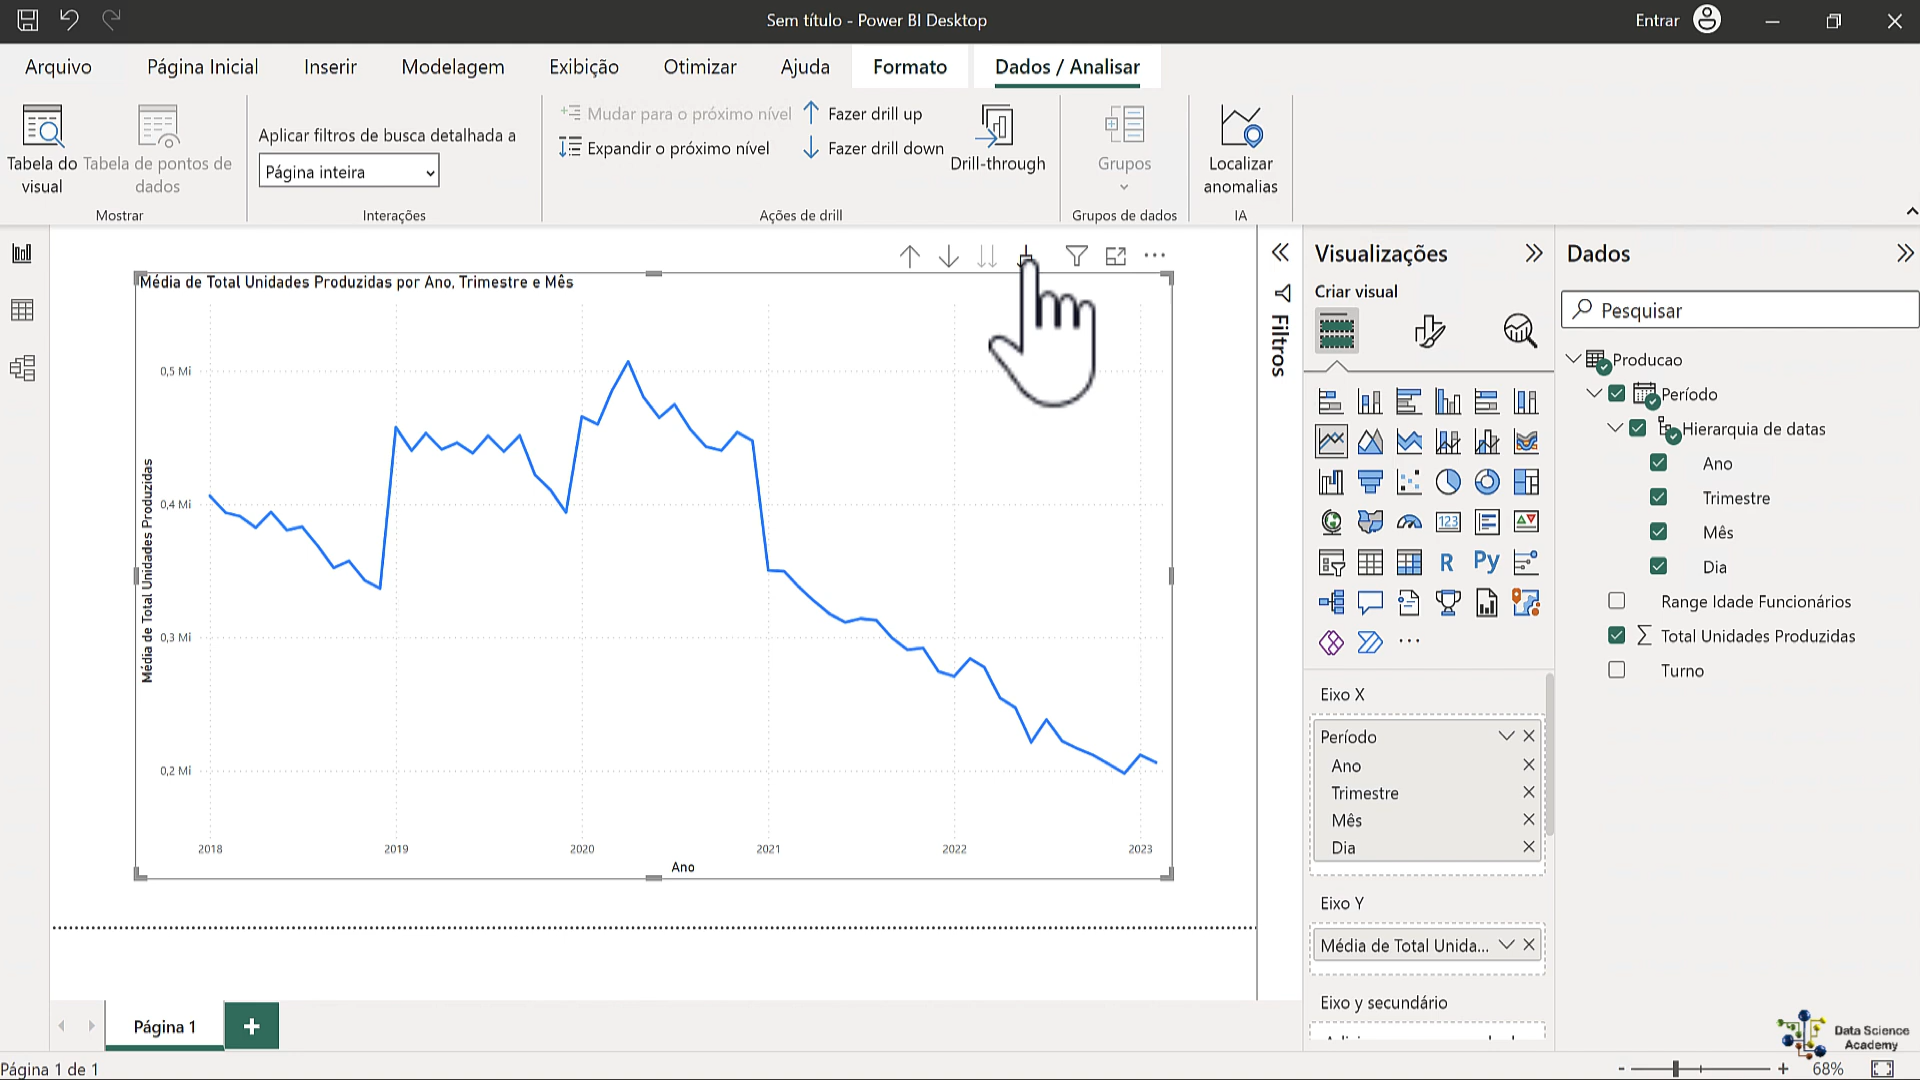 Sem título - Power BI Desktop
Entrar
Arquivo
Página Inicial
Inserir
Modelagem
Exibição
Otimizar
Ajuda
Formato
Dados / Analisar
Tabela do
visual
Tabela de pontos de
dados
Mostrar
Aplicar filtros de busca detalhada a
Página inteira
Interações
Mudar para o próximo nível
Expandir o próximo nível
Fazer drill up
Fazer drill down
Drill-through
Ações de drill
Grupos
Grupos de dados
Localizar
anomalias
IA
Média de Total Unidades Produzidas por Ano, Trimestre e Mês
Média de Total Unidades Produzidas
0,5 Mi
0,4 Mi
0,3 Mi
0,2 Mi
2018
2019
2020
2021
2022
2023
Ano
Filtros
Visualizações
Criar visual
123
R
Py
Eixo X
Período
Ano
Trimestre
Mês
Dia
Eixo Y
Média de Total Unida...
Eixo y secundário
Dados
Pesquisar
Producao
Período
Hierarquia de datas
Ano
Trimestre
Mês
Dia
Range Idade Funcionários
Total Unidades Produzidas
Turno
Página 1
Data Science
Academy
Página 1 de 1
68%